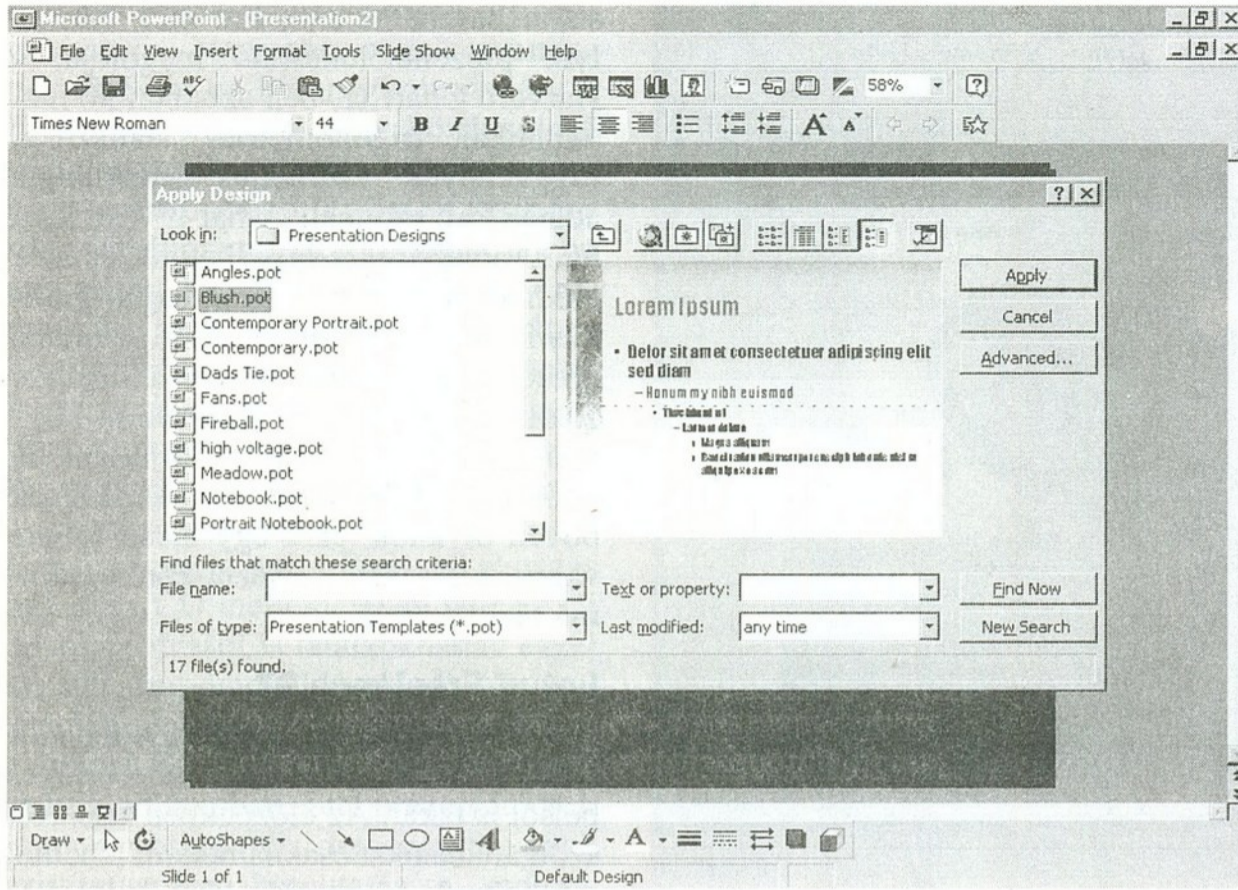 Microsoft PowerPoint - [Presentation2]
File Edit View Insert Format Tools Slide Show Window Help
58%
Times New Roman 44 B I U S
Apply Design
Look in: Presentation Designs
Angles.pot
Blush.pot
Contemporary Portrait.pot
Contemporary.pot
Dads Tie.pot
Fans.pot
Fireball.pot
high voltage.pot
Meadow.pot
Notebook.pot
Portrait Notebook.pot
Lorem Ipsum
• Delor sit amet consectetuer adipiscing elit
sed diam
– Nonummy nibh euismod
Magna aliquam
Apply
Cancel
Advanced...
Find files that match these search criteria:
File name: Text or property: Find Now
Files of type: Presentation Templates (*.pot) Last modified: any time New Search
17 file(s) found.
Draw AutoShapes
Slide 1 of 1 Default Design